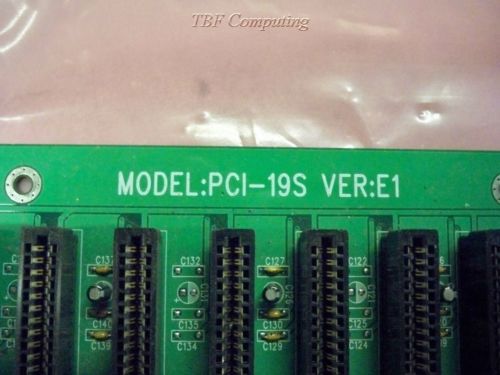 TBF Computing
MODEL:PCI-19S VER:E1
C137
C132
C127
C122
C140
C135
C130
C125
C139
C134
C129
C124